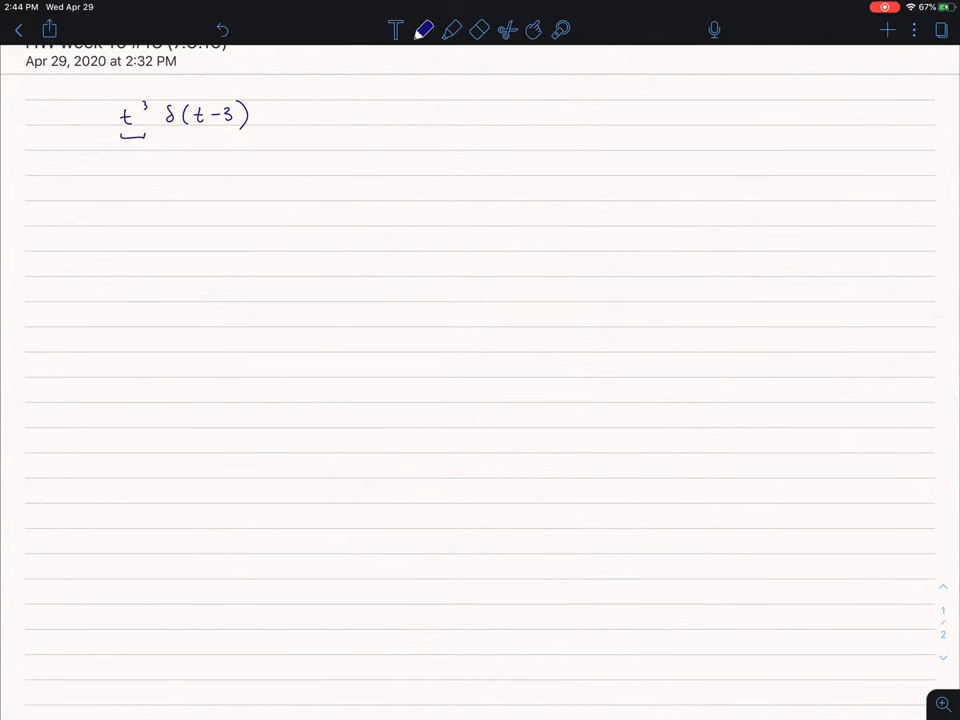 2:44 PM Wed Apr 29
67%
Apr 29, 2020 at 2:32 PM
t³ δ(t-3)
1
/
2